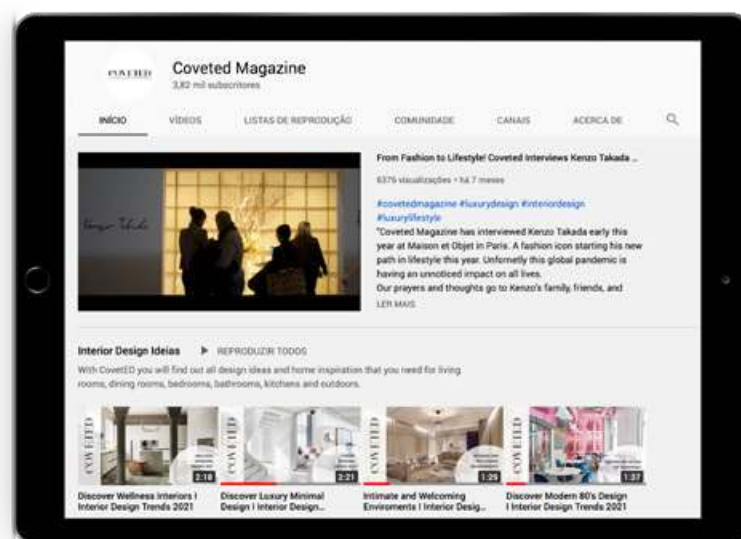 COVETED
Coveted Magazine
3,82 mil subscritores
INÍCIO
VÍDEOS
LISTAS DE REPRODUÇÃO
COMUNIDADE
CANAIS
ACERCA DE
From Fashion to Lifestyle! Coveted Interviews Kenzo Takada ...
6376 visualizações • há 7 meses
#covetedmagazine #luxurydesign #interiordesign
#luxurylifestyle
"Coveted Magazine has interviewed Kenzo Takada early this
year at Maison et Objet in Paris. A fashion icon starting his new
path in lifestyle this year. Unfornetly this global pandemic is
having an unnoticed impact on all lives.
Our prayers and thoughts go to Kenzo's family, friends, and
LER MAIS
Kenzo Takada
Interior Design Ideias
REPRODUZIR TODOS
With CovetED you will find out all design ideas and home inspiration that you need for living
rooms, dining rooms, bedrooms, bathrooms, kitchens and outdoors.
COVETED
2:18
COVETED
2:21
COVETED
1:29
COVETED
1:37
Discover Wellness Interiors I
Interior Design Trends 2021
Discover Luxury Minimal
Design I Interior Design...
Intimate and Welcoming
Enviroments I Interior Desig...
Discover Modern 80's Design
I Interior Design Trends 2021